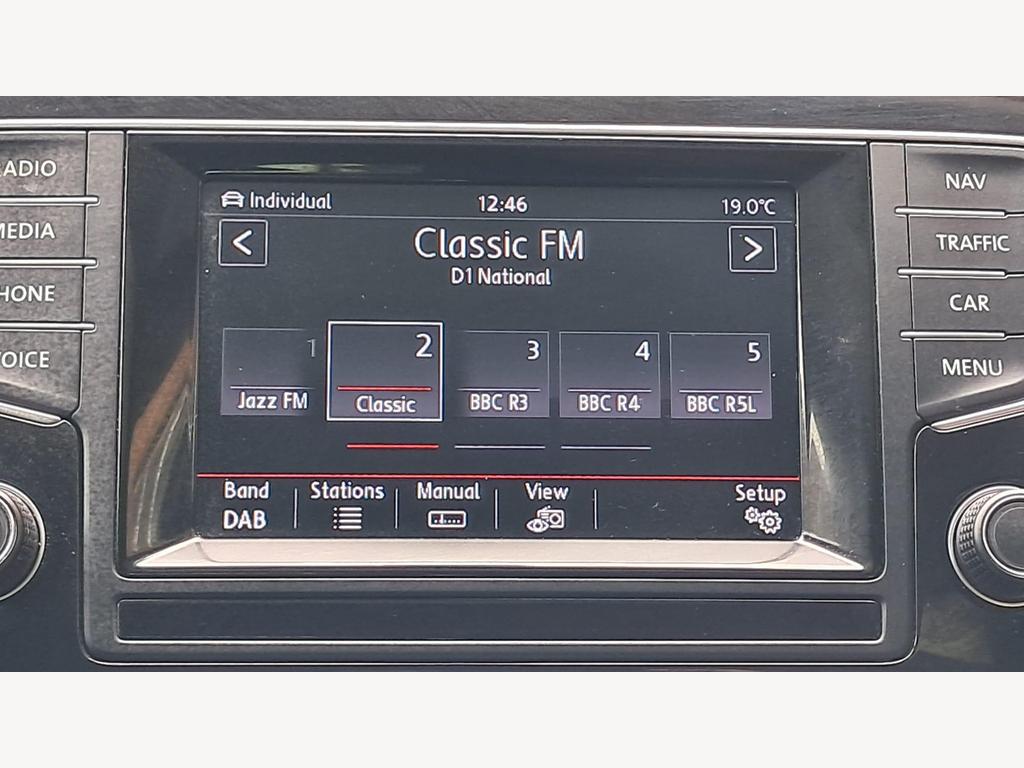 ADIO
MEDIA
HONE
VOICE
Individual 12:46 19.0°C
< Classic FM >
D1 National
1 2 3 4 5
Jazz FM Classic BBC R3 BBC R4 BBC R5L
Band Stations Manual View Setup
DAB
NAV
TRAFFIC
CAR
MENU